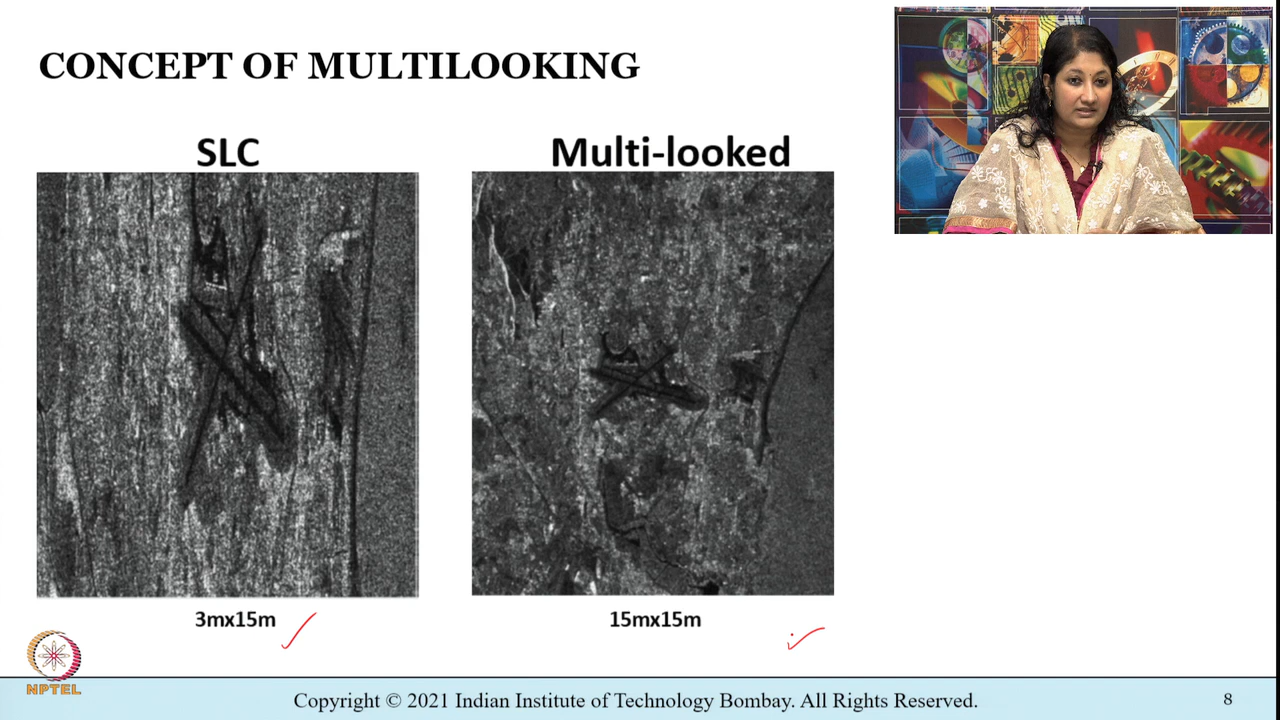 CONCEPT OF MULTILOOKING
SLC
Multi-looked
3mx15m
15mx15m
NPTEL
Copyright © 2021 Indian Institute of Technology Bombay. All Rights Reserved.
8